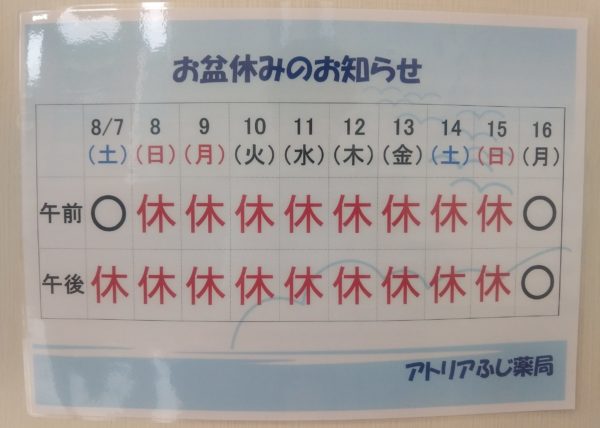 お盆休みのお知らせ
8/7 8 9 10 11 12 13 14 15 16
(土) (日) (月) (火) (水) (木) (金) (土) (日) (月)
午前 〇 休 休 休 休 休 休 休 休 〇
午後 休 休 休 休 休 休 休 休 休 〇
アトリアふじ薬局